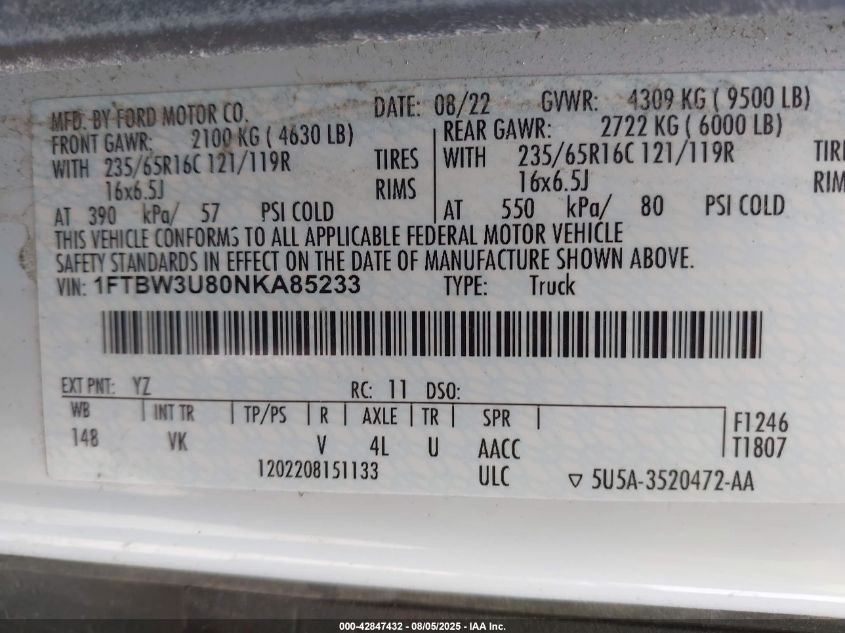 MFD. BY FORD MOTOR CO. DATE: 08/22 GVWR: 4309 KG ( 9500 LB)
FRONT GAWR: 2100 KG ( 4630 LB) REAR GAWR: 2722 KG ( 6000 LB)
WITH 235/65R16C 121/119R TIRES WITH 235/65R16C 121/119R
16x6.5J RIMS 16x6.5J
AT 390 kPa/ 57 PSI COLD AT 550 kPa/ 80 PSI COLD
THIS VEHICLE CONFORMS TO ALL APPLICABLE FEDERAL MOTOR VEHICLE
SAFETY STANDARDS IN EFFECT ON THE DATE OF MANUFACTURE SHOWN ABOVE.
VIN: 1FTBW3U80NKA85233 TYPE: Truck
EXT PNT: YZ RC: 11 DSO:
WB INT TR TP/PS R AXLE TR SPR F1246
148 VK V 4L U AACC T1807
1202208151133 ULC ▽ 5U5A-3520472-AA
000-42847432 - 08/05/2025 - IAA Inc.